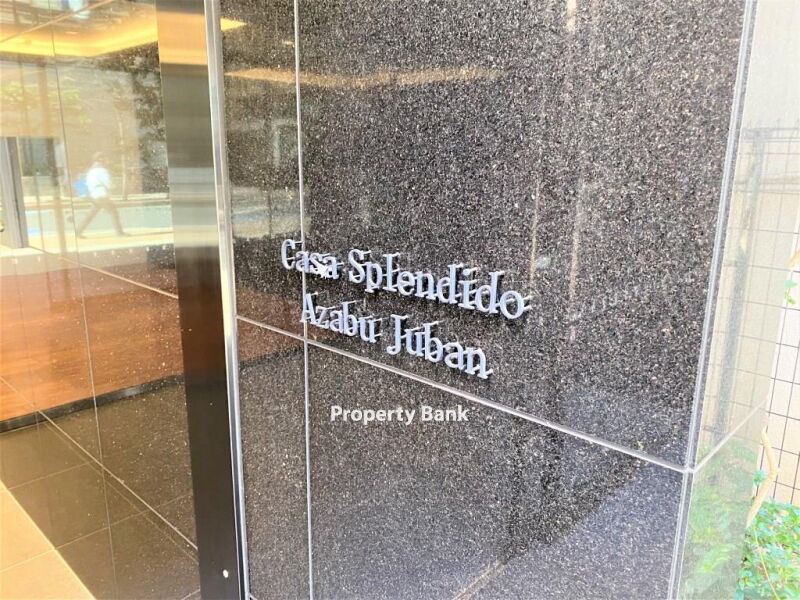 Casa Splendido
Azabu Juban
Property Bank